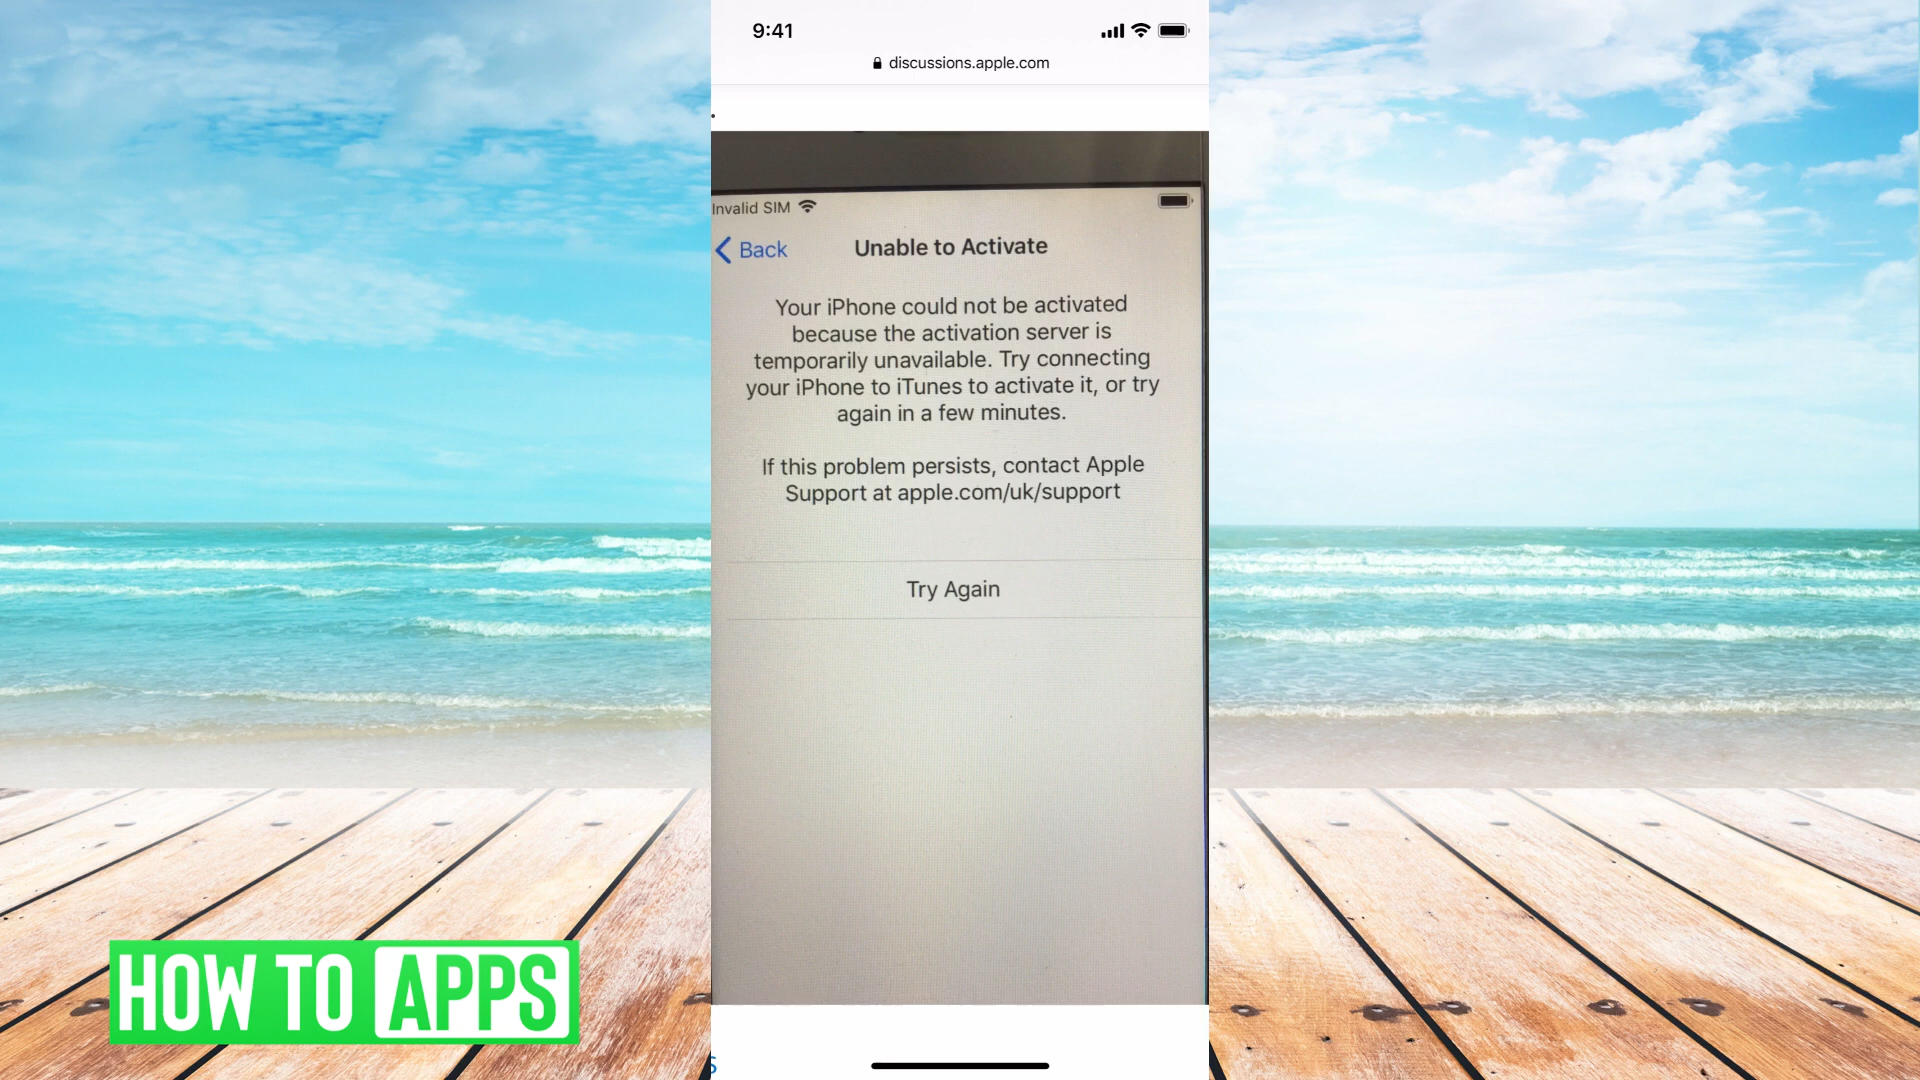 9:41
discussions.apple.com
Invalid SIM
Back
Unable to Activate
Your iPhone could not be activated
because the activation server is
temporarily unavailable. Try connecting
your iPhone to iTunes to activate it, or try
again in a few minutes.
If this problem persists, contact Apple
Support at apple.com/uk/support
Try Again
HOW TO APPS